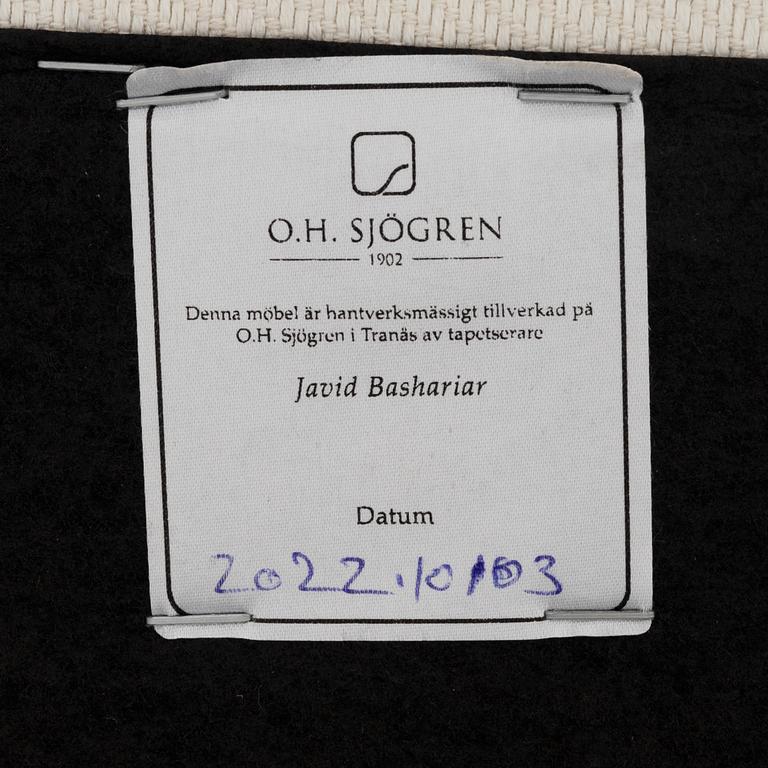 O.H. SJÖGREN
1902
Denna möbel är hantverksmässigt tillverkad på
O.H. Sjögren i Tranås av tapetserare
Javid Bashariar
Datum
2022.10/03